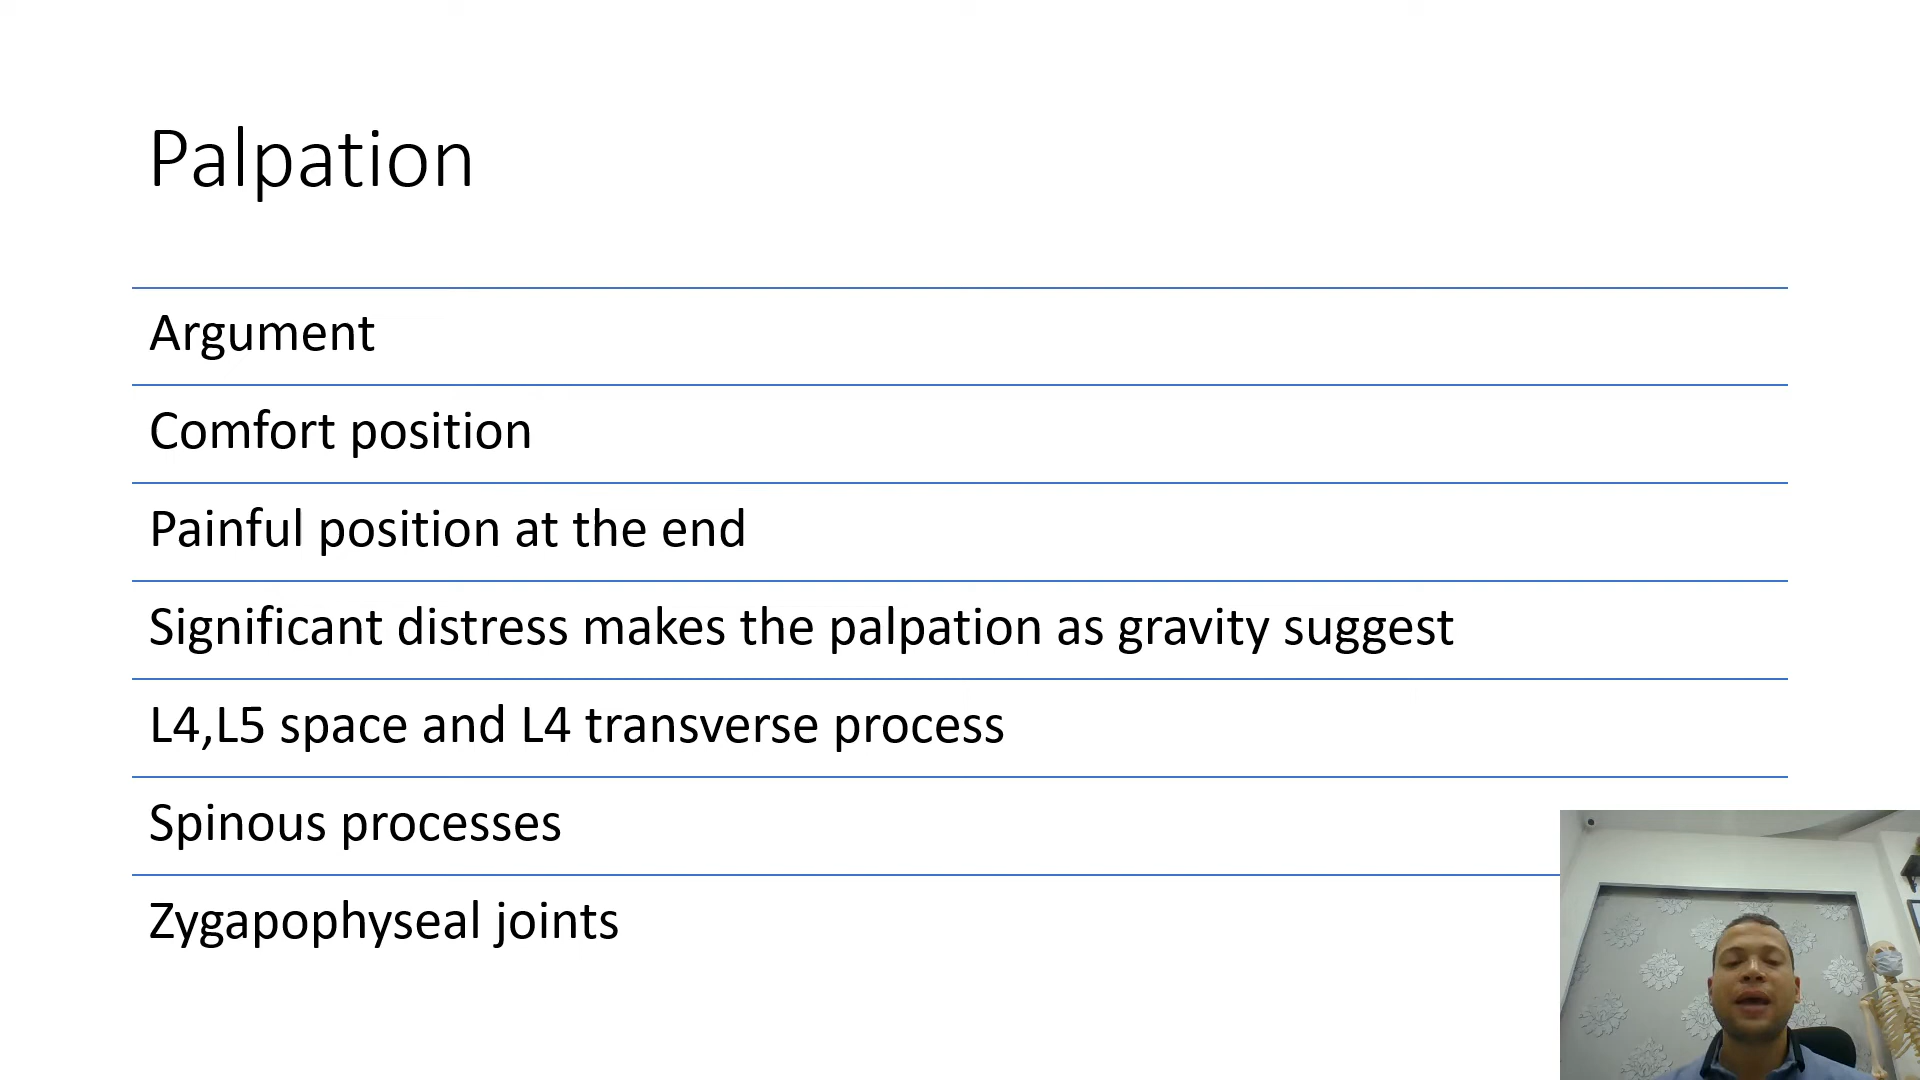 Palpation
Argument
Comfort position
Painful position at the end
Significant distress makes the palpation as gravity suggest
L4,L5 space and L4 transverse process
Spinous processes
Zygapophyseal joints